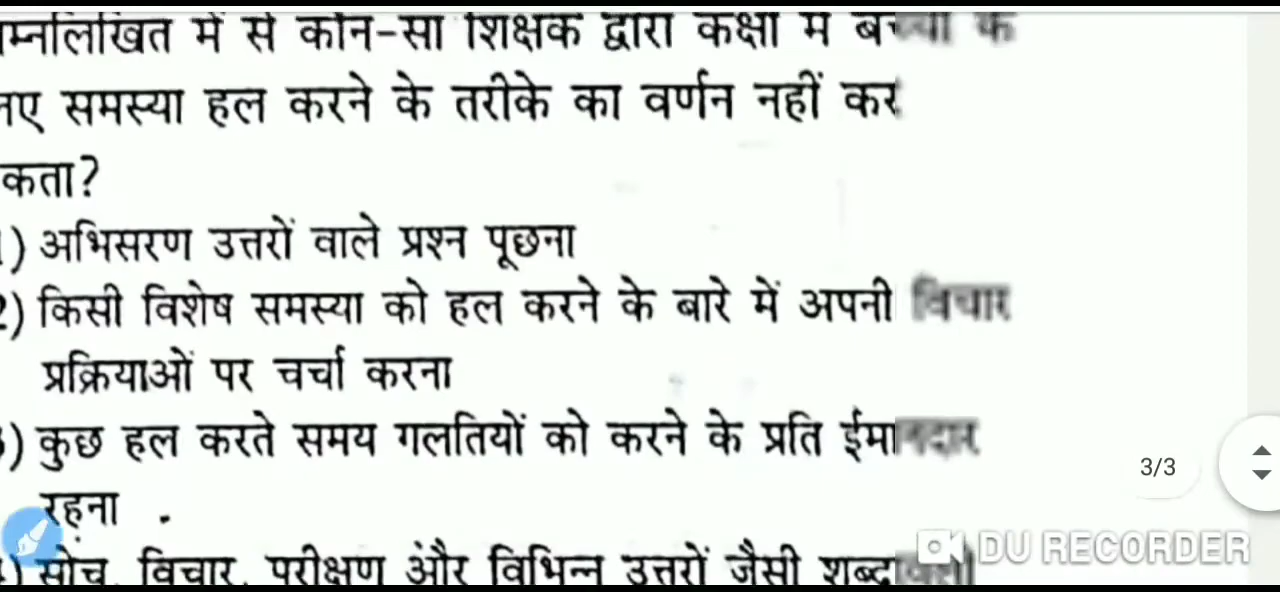 में से कौन-सा शिक्षक द्वारा कक्षा में
समस्या हल करने के तरीके का वर्णन नहीं कर
कता?
) अभिसरण उत्तरों वाले प्रश्न पूछना
) किसी विशेष समस्या को हल करने के बारे में अपनी विचार
प्रक्रियाओं पर चर्चा करना
) कुछ हल करते समय गलतियों को करने के प्रति ईमानदार
रहना
3/3
) सोच, विचार, परीक्षण और विभिन्न उत्तरों जैसी
DU RECORDER